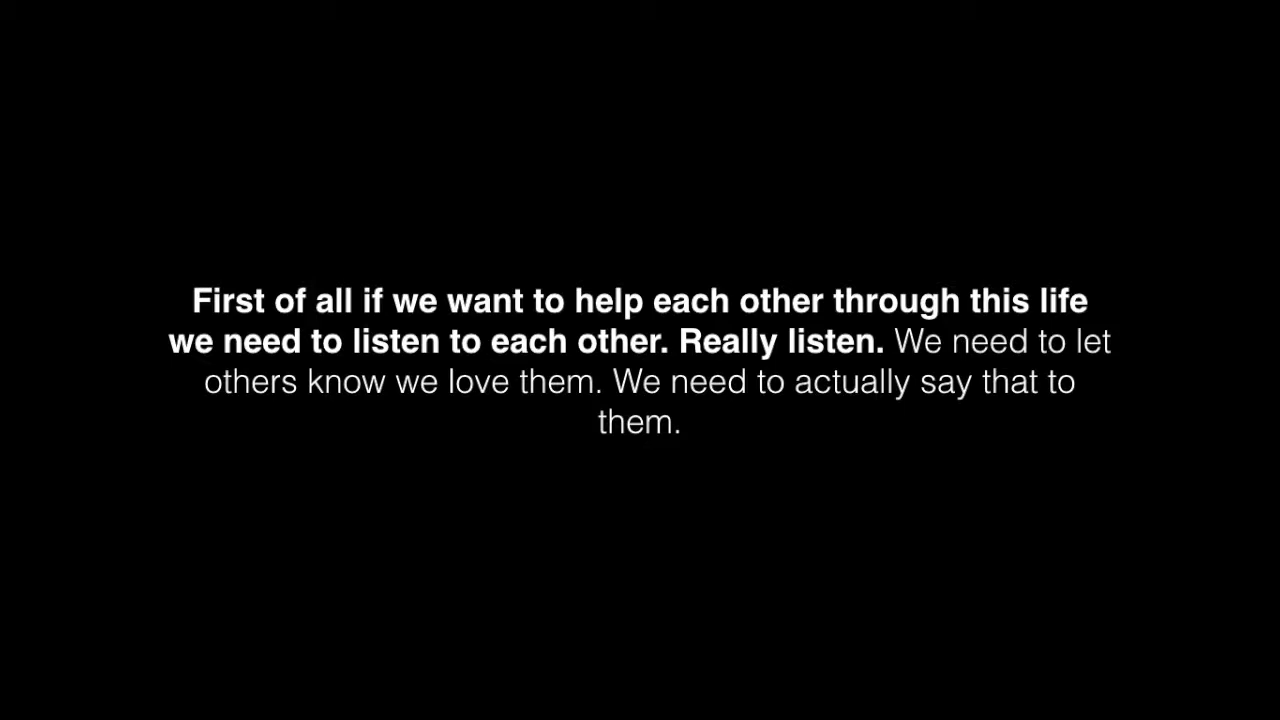 First of all if we want to help each other through this life
we need to listen to each other. Really listen. We need to let
others know we love them. We need to actually say that to
them.